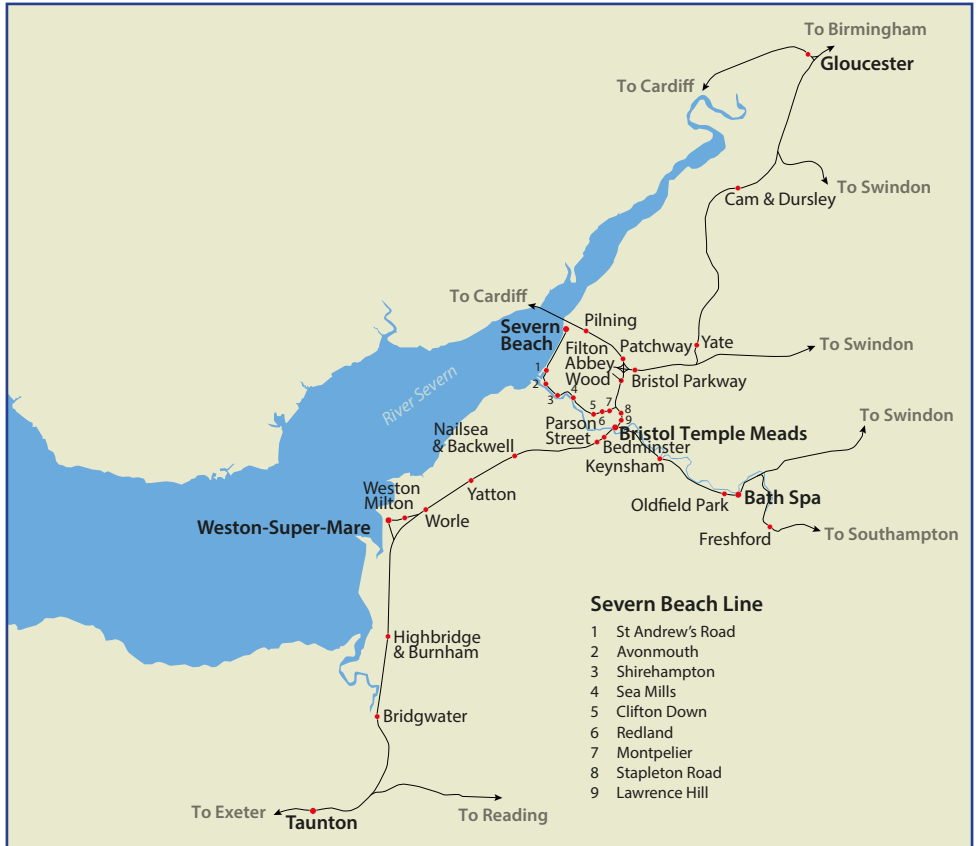 To Birmingham
Gloucester
To Cardiff
To Swindon
Cam & Dursley
To Cardiff
Severn
Beach
Pilning
Filton
Abbey
Wood
Patchway
Yate
To Swindon
Bristol Parkway
1
2
3
4
5
6
7
8
9
River Severn
To Swindon
Parson
Street
Bristol Temple Meads
Bedminster
Keynsham
Nailsea
& Backwell
Yatton
Weston
Milton
Worle
Weston-Super-Mare
Oldfield Park
Bath Spa
Freshford
To Southampton
Highbridge
& Burnham
Bridgwater
To Exeter
Taunton
To Reading
Severn Beach Line
1 St Andrew's Road
2 Avonmouth
3 Shirehampton
4 Sea Mills
5 Clifton Down
6 Redland
7 Montpelier
8 Stapleton Road
9 Lawrence Hill